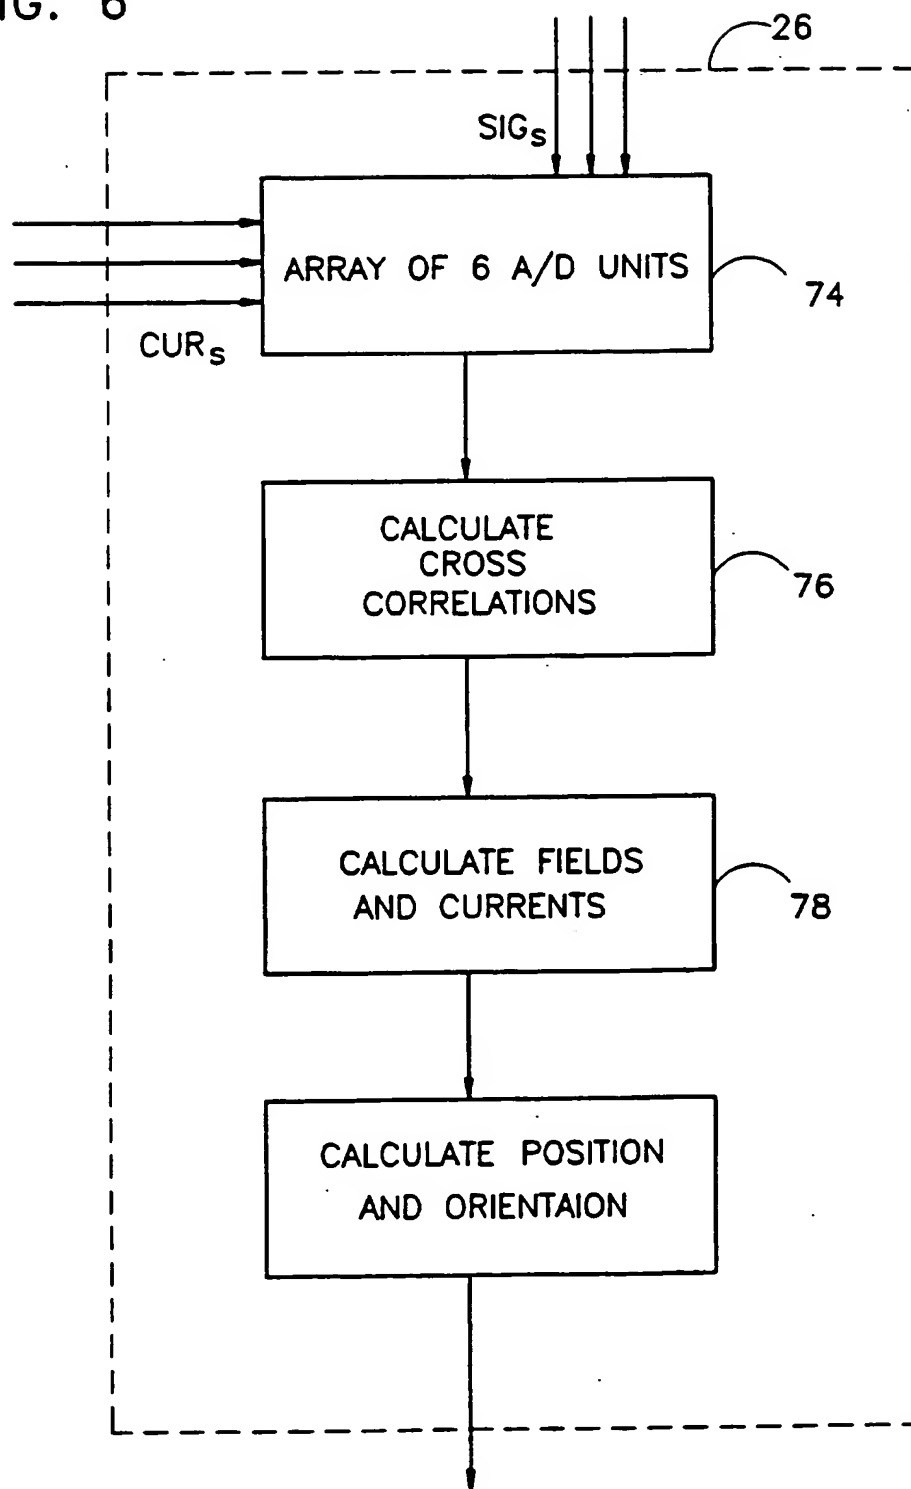 IG. 6
26
SIGs
ARRAY OF 6 A/D UNITS
74
CURs
CALCULATE
CROSS
CORRELATIONS
76
CALCULATE FIELDS
AND CURRENTS
78
CALCULATE POSITION
AND ORIENTAION